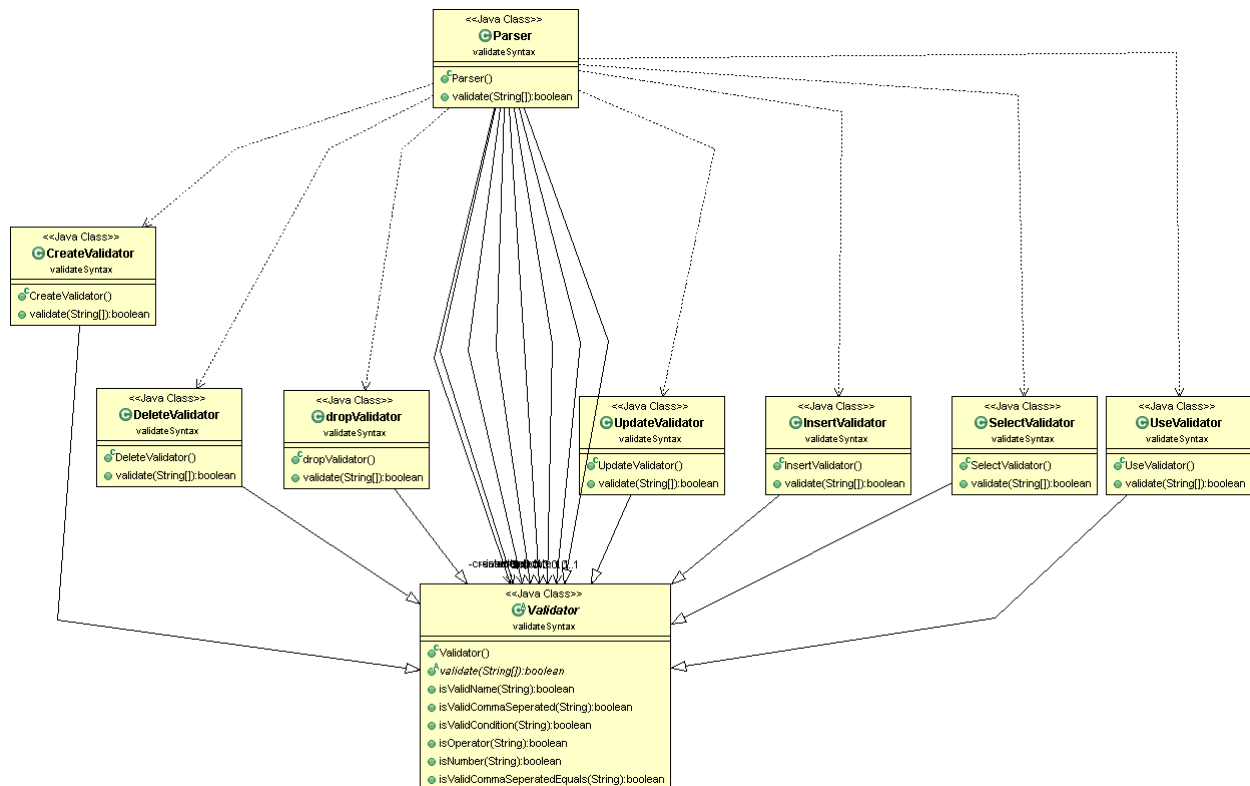 <<Java Class>>
Parser
validateSyntax
Parser()
validate(String[]):boolean
<<Java Class>>
CreateValidator
validateSyntax
CreateValidator()
validate(String[]):boolean
<<Java Class>>
DeleteValidator
validateSyntax
DeleteValidator()
validate(String[]):boolean
<<Java Class>>
dropValidator
validateSyntax
dropValidator()
validate(String[]):boolean
<<Java Class>>
UpdateValidator
validateSyntax
UpdateValidator()
validate(String[]):boolean
<<Java Class>>
InsertValidator
validateSyntax
InsertValidator()
validate(String[]):boolean
<<Java Class>>
SelectValidator
validateSyntax
SelectValidator()
validate(String[]):boolean
<<Java Class>>
UseValidator
validateSyntax
UseValidator()
validate(String[]):boolean
<<Java Class>>
Validator
validateSyntax
Validator()
validate(String[]):boolean
isValidName(String):boolean
isValidCommaSeperated(String):boolean
isValidCondition(String):boolean
isOperator(String):boolean
isNumber(String):boolean
isValidCommaSeperatedEquals(String):boolean